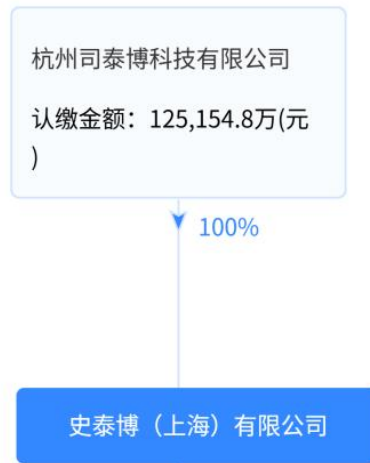 杭州司泰博科技有限公司
认缴金额：125,154.8万(元
)
100%
史泰博（上海）有限公司